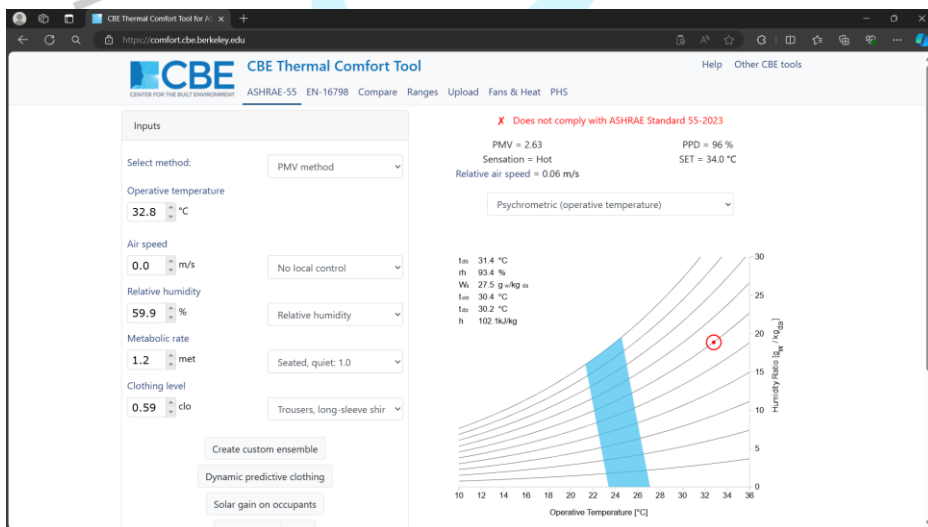 CBE Thermal Comfort Tool for A
https://comfort.cbe.berkeley.edu
CBE
CENTER FOR THE BUILT ENVIRONMENT
CBE Thermal Comfort Tool
Help Other CBE tools
ASHRAE-55 EN-16798 Compare Ranges Upload Fans & Heat PHS
Inputs
Select method:
PMV method
Operative temperature
32.8 °C
Air speed
0.0 m/s
No local control
Relative humidity
59.9 %
Relative humidity
Metabolic rate
1.2 met
Seated, quiet: 1.0
Clothing level
0.59 clo
Trousers, long-sleeve shir
Create custom ensemble
Dynamic predictive clothing
Solar gain on occupants
✗ Does not comply with ASHRAE Standard 55-2023
PMV = 2.63 PPD = 96 %
Sensation = Hot SET = 34.0 °C
Relative air speed = 0.06 m/s
Psychrometric (operative temperature)
tdb 31.4 °C
rh 93.4 %
Wa 27.5 g w/kg da
twb 30.4 °C
tdp 30.2 °C
h 102.1kJ/kg
30
25
20
15
10
5
0
Humidity Ratio [gw / kgda]
10 12 14 16 18 20 22 24 26 28 30 32 34 36
Operative Temperature [°C]